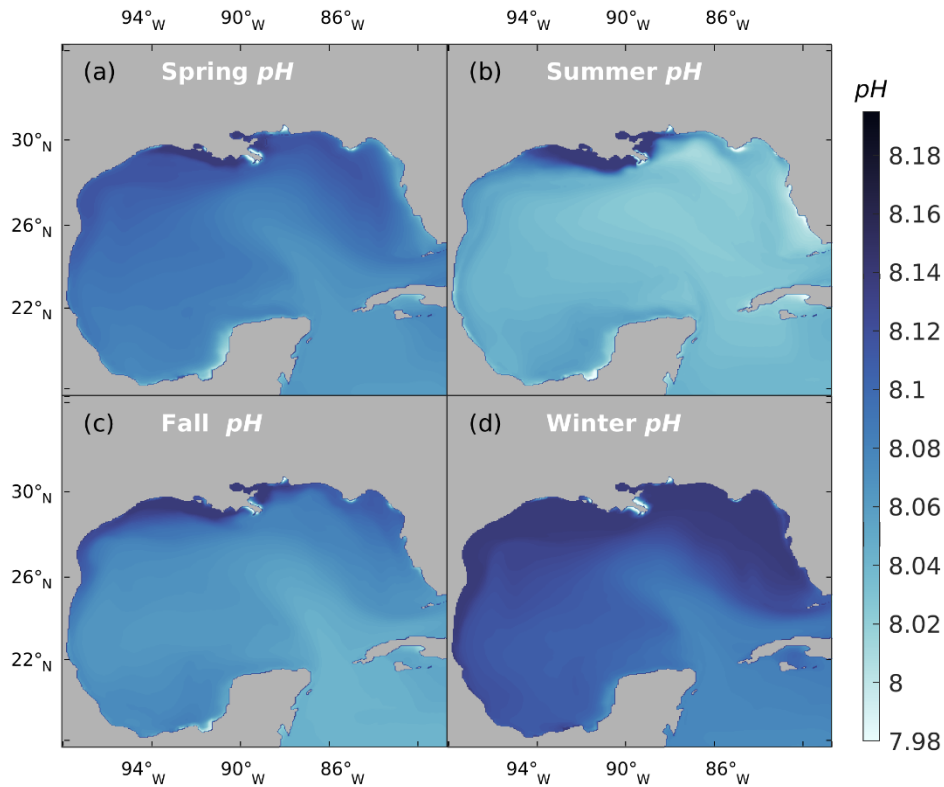 94°W 90°W 86°W 94°W 90°W 86°W
(a) Spring pH
(b) Summer pH
pH
30°N
26°N
22°N
(c) Fall pH
(d) Winter pH
30°N
26°N
22°N
94°W 90°W 86°W 94°W 90°W 86°W
8.18
8.16
8.14
8.12
8.1
8.08
8.06
8.04
8.02
8
7.98